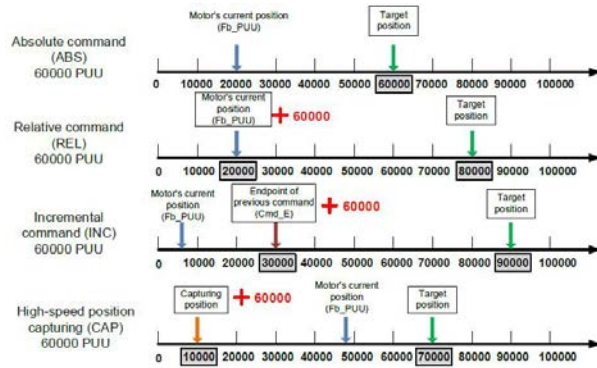 Absolute command
(ABS)
60000 PUU
Motor's current position
(Fb_PUU)
Target
position
0 10000 20000 30000 40000 50000 60000 70000 80000 90000 100000
Relative command
(REL)
60000 PUU
Motor's current
position
(Fb_PUU)
+ 60000
Target
position
0 10000 20000 30000 40000 50000 60000 70000 80000 90000 100000
Incremental
command (INC)
60000 PUU
Motor's current
position
(Fb_PUU)
Endpoint of
previous command
(Cmd_E)
+ 60000
Target
position
0 10000 20000 30000 40000 50000 60000 70000 80000 90000 100000
High-speed position
capturing (CAP)
60000 PUU
Capturing
position
+ 60000
Motor's current
position
(Fb_PUU)
Target
position
0 10000 20000 30000 40000 50000 60000 70000 80000 90000 100000